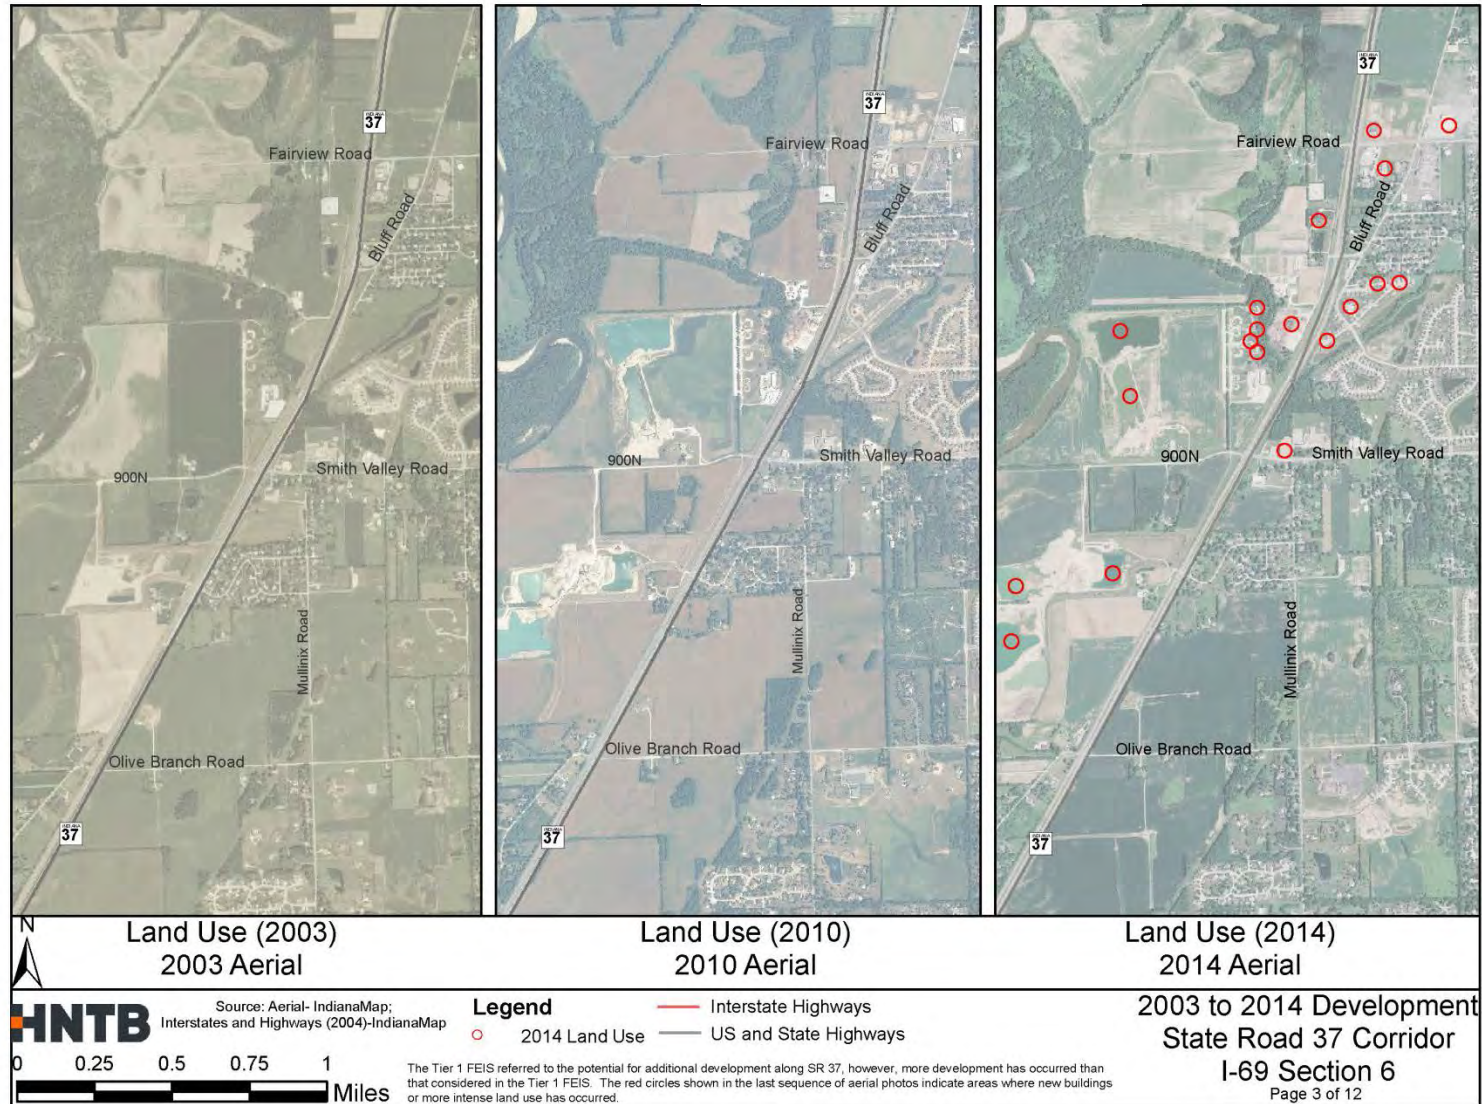 INDIANA
37
Fairview Road
Bluff Road
Smith Valley Road
900N
Mullinix Road
Olive Branch Road
INDIANA
37
INDIANA
37
Fairview Road
Bluff Road
Smith Valley Road
900N
Mullinix Road
Olive Branch Road
INDIANA
37
INDIANA
37
Fairview Road
Bluff Road
Smith Valley Road
900N
Mullinix Road
Olive Branch Road
INDIANA
37
N
Land Use (2003)
2003 Aerial
Land Use (2010)
2010 Aerial
Land Use (2014)
2014 Aerial
HNTB
Source: Aerial- IndianaMap;
Interstates and Highways (2004)-IndianaMap
0 0.25 0.5 0.75 1
Miles
Legend
2014 Land Use
Interstate Highways
US and State Highways
The Tier 1 FEIS referred to the potential for additional development along SR 37, however, more development has occurred than
that considered in the Tier 1 FEIS. The red circles shown in the last sequence of aerial photos indicate areas where new buildings
or more intense land use has occurred.
2003 to 2014 Development
State Road 37 Corridor
I-69 Section 6
Page 3 of 12